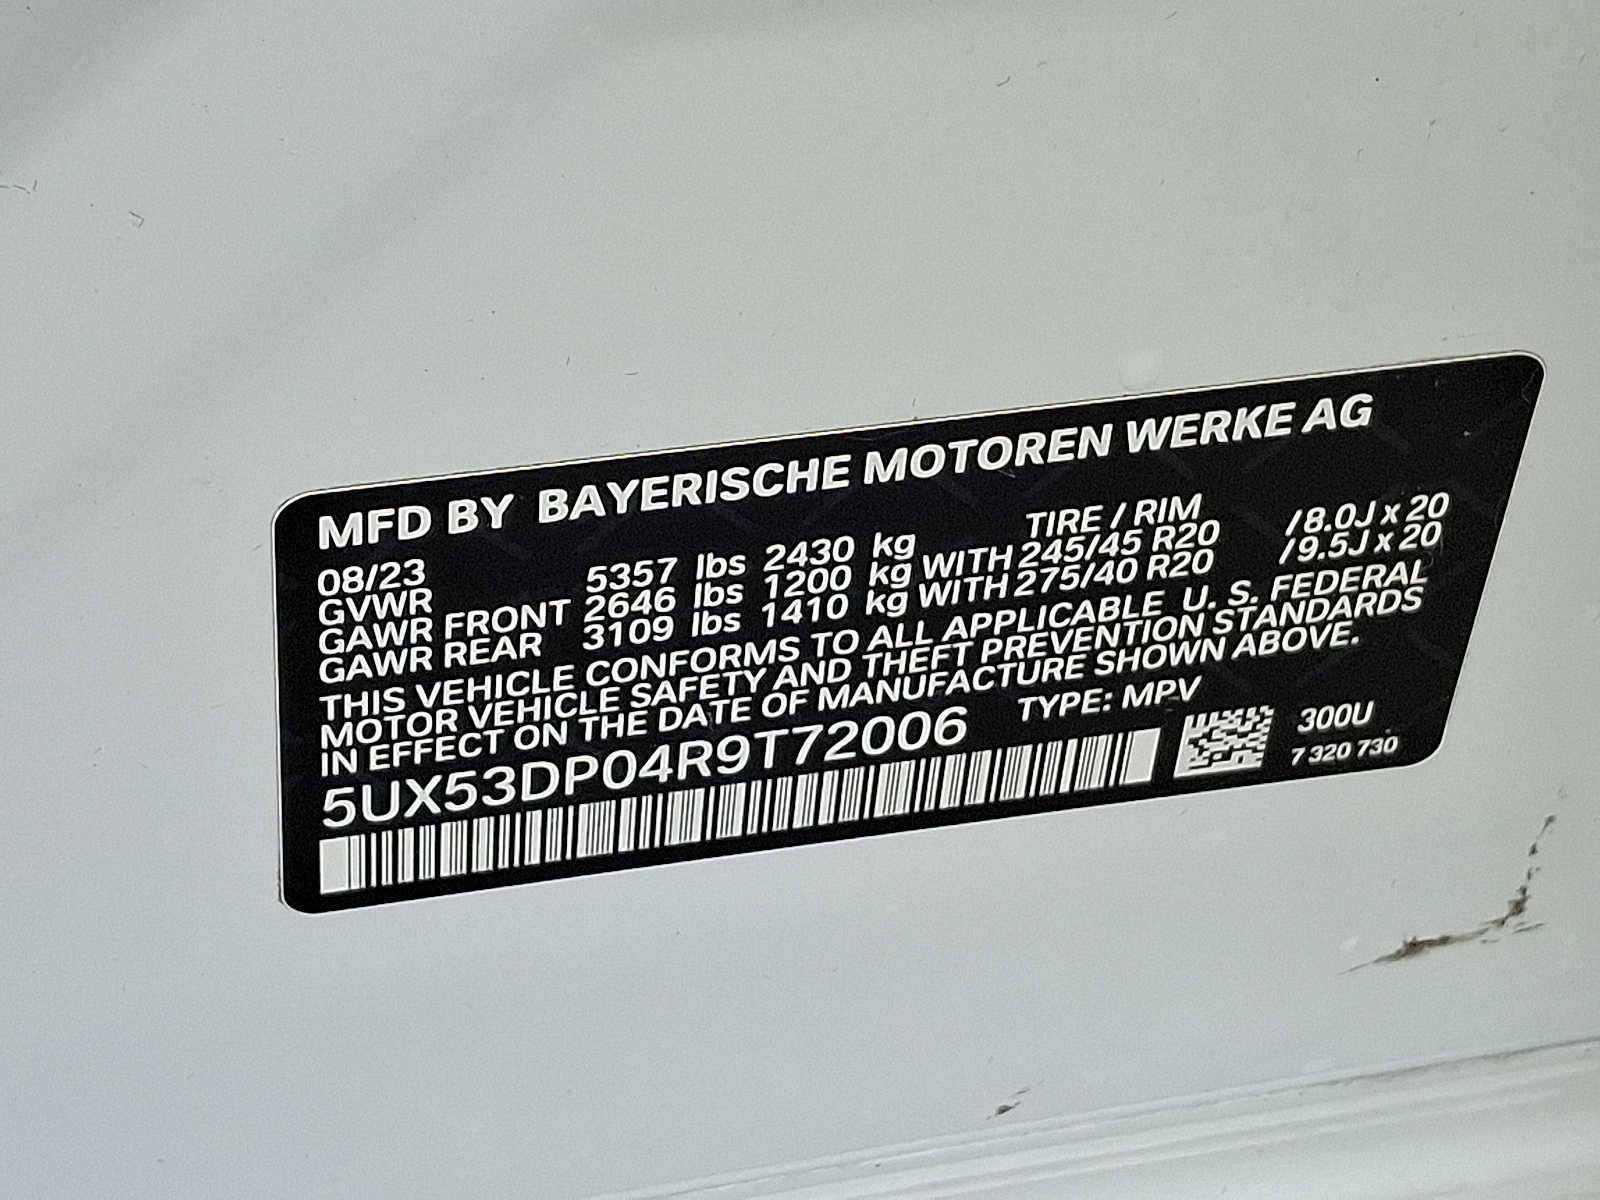 MFD BY BAYERISCHE MOTOREN WERKE AG
08/23 TIRE / RIM
GVWR 5357 lbs 2430 kg
GAWR FRONT 2646 lbs 1200 kg WITH 245/45 R20 /8.0J x 20
GAWR REAR 3109 lbs 1410 kg WITH 275/40 R20 /9.5J x 20
THIS VEHICLE CONFORMS TO ALL APPLICABLE U. S. FEDERAL
MOTOR VEHICLE SAFETY AND THEFT PREVENTION STANDARDS
IN EFFECT ON THE DATE OF MANUFACTURE SHOWN ABOVE.
5UX53DP04R9T72006 TYPE: MPV
300U
7 320 730